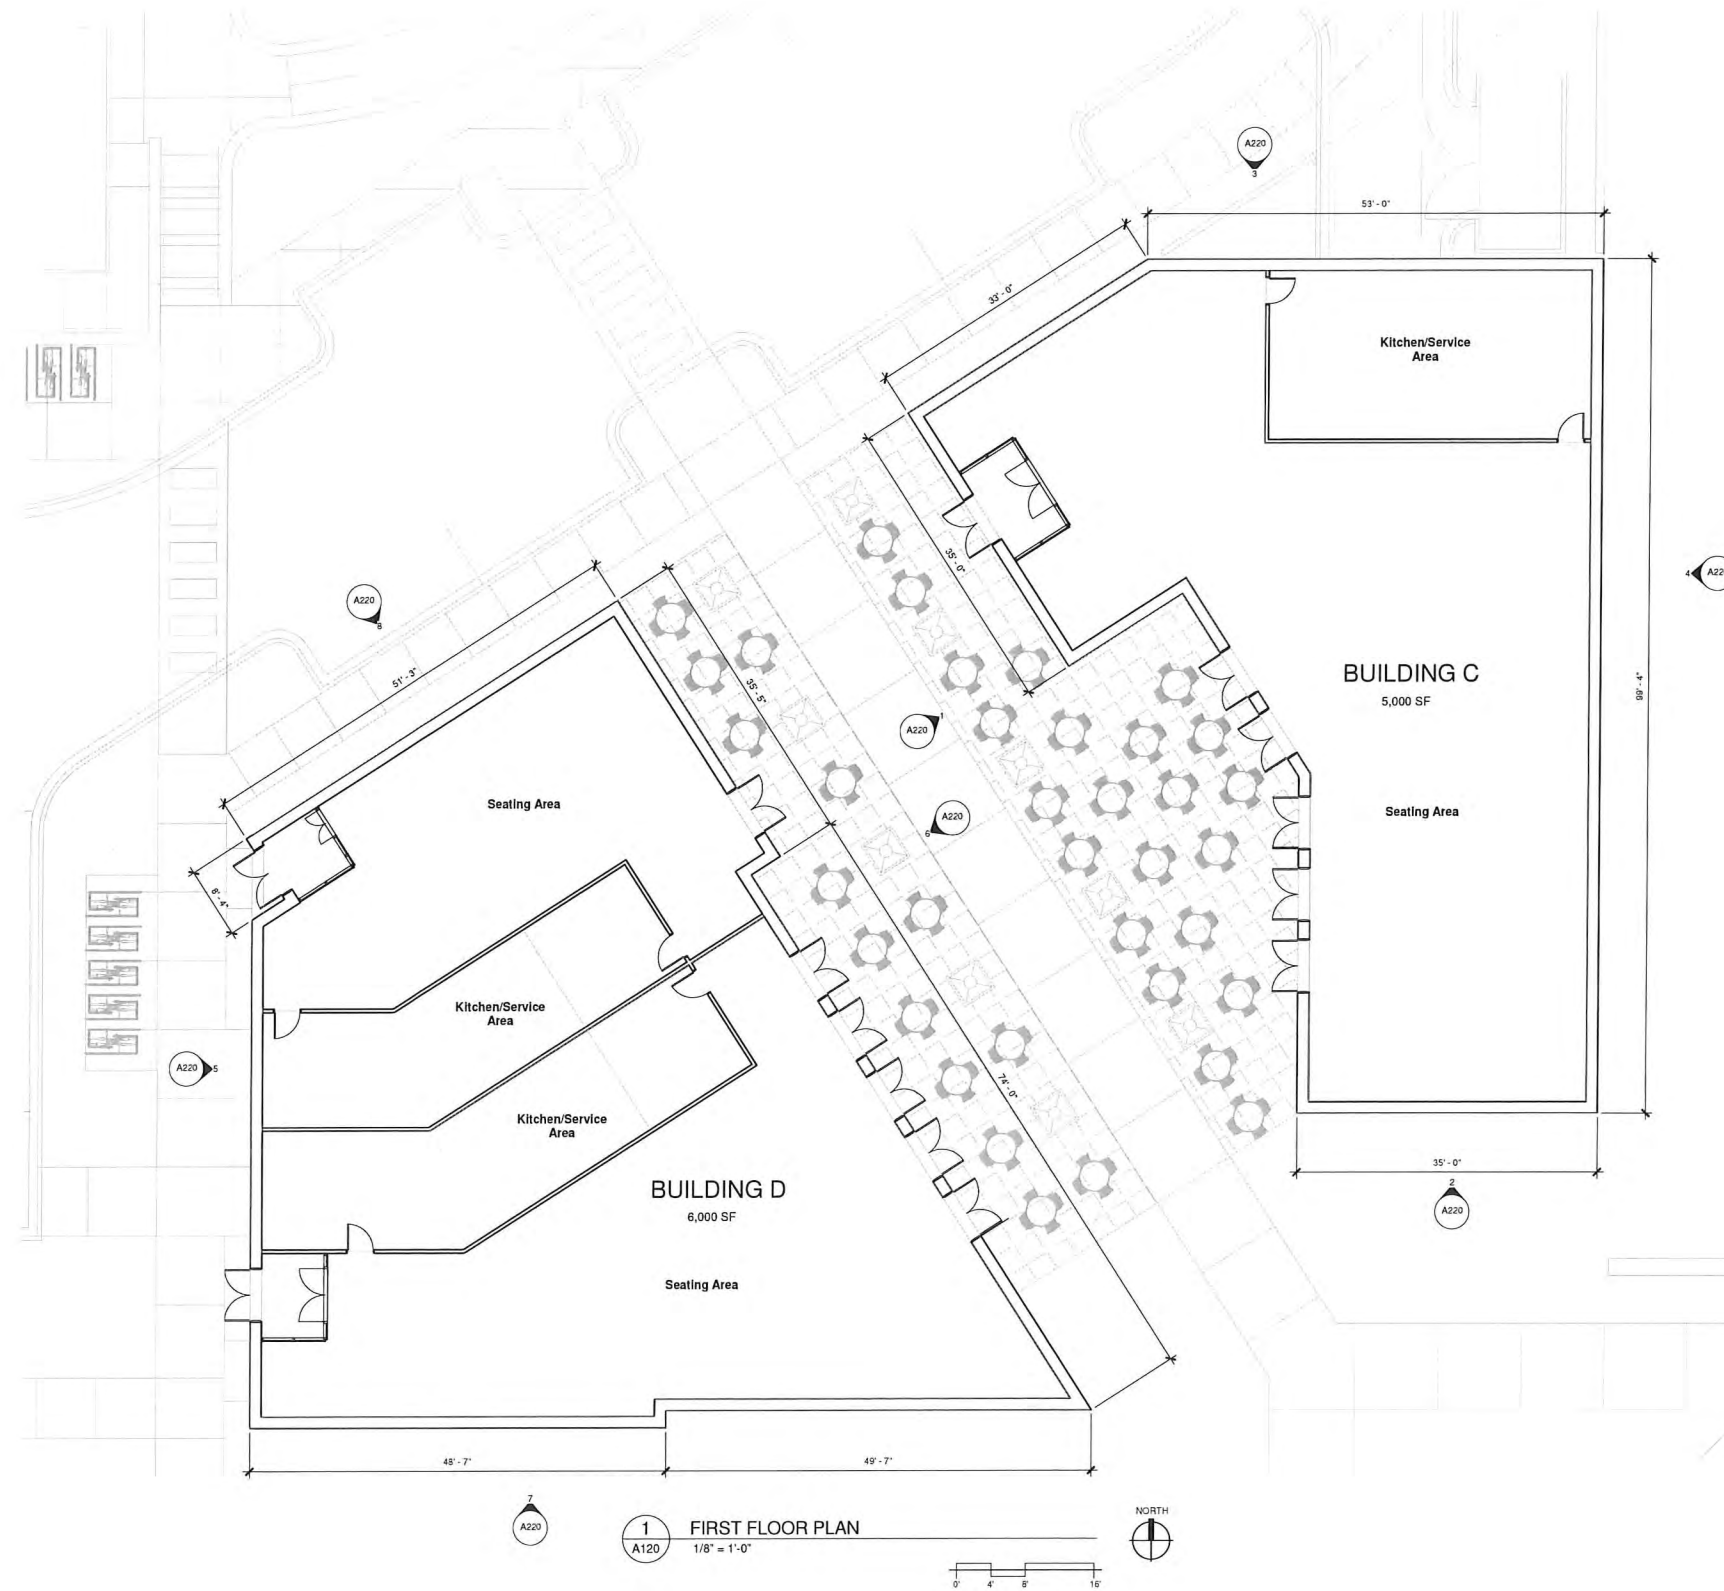 A220
3
53' - 0"
33' - 0"
Kitchen/Service
Area
35' - 0"
4
A220
8
51' - 3"
35' - 5"
BUILDING C
5,000 SF
99' - 4"
A220
1
Seating Area
A220
6
Seating Area
8' - 4"
Kitchen/Service
Area
A220
5
74' - 0"
Kitchen/Service
Area
35' - 0"
2
A220
BUILDING D
6,000 SF
Seating Area
48' - 7"
49' - 7"
7
A220
1
A120
FIRST FLOOR PLAN
1/8" = 1'-0"
NORTH
0'
4'
8'
16'